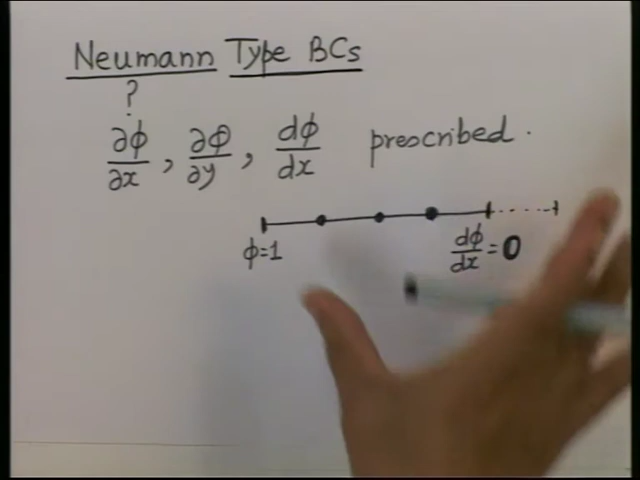 Neumann Type BCs
?
∂φ/∂x , ∂φ/∂y , dφ/dx prescribed.
φ=1 dφ/dx = 0